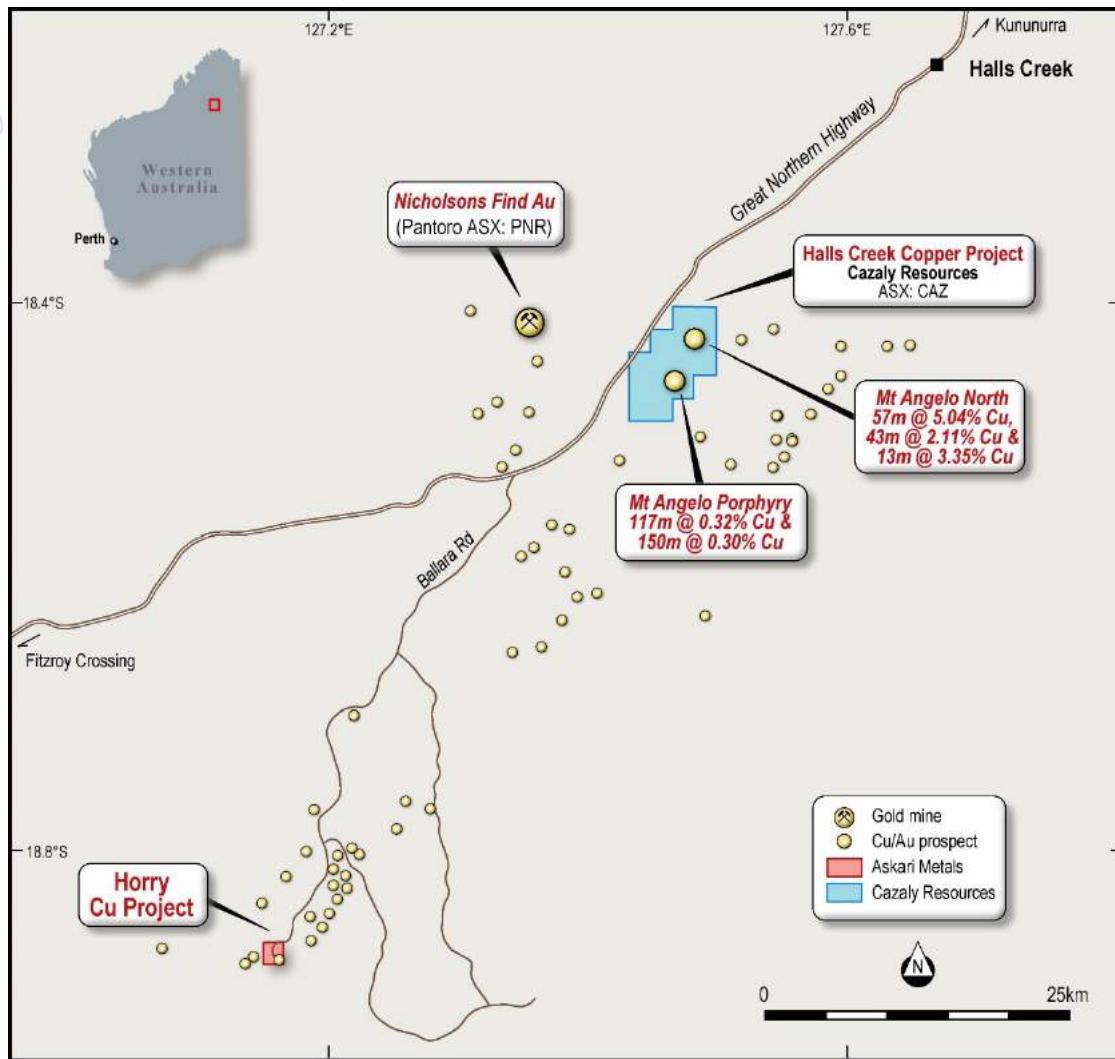 127.2°E
127.6°E
Kununurra
Halls Creek
Great Northern Highway
Western
Australia
Perth
Nicholsons Find Au
(Pantoro ASX: PNR)
Halls Creek Copper Project
Cazaly Resources
ASX: CAZ
18.4°S
Mt Angelo North
57m @ 5.04% Cu,
43m @ 2.11% Cu &
13m @ 3.35% Cu
Mt Angelo Porphyry
117m @ 0.32% Cu &
150m @ 0.30% Cu
Ballara Rd
Fitzroy Crossing
18.8°S
Horry
Cu Project
Gold mine
Cu/Au prospect
Askari Metals
Cazaly Resources
N
0
25km